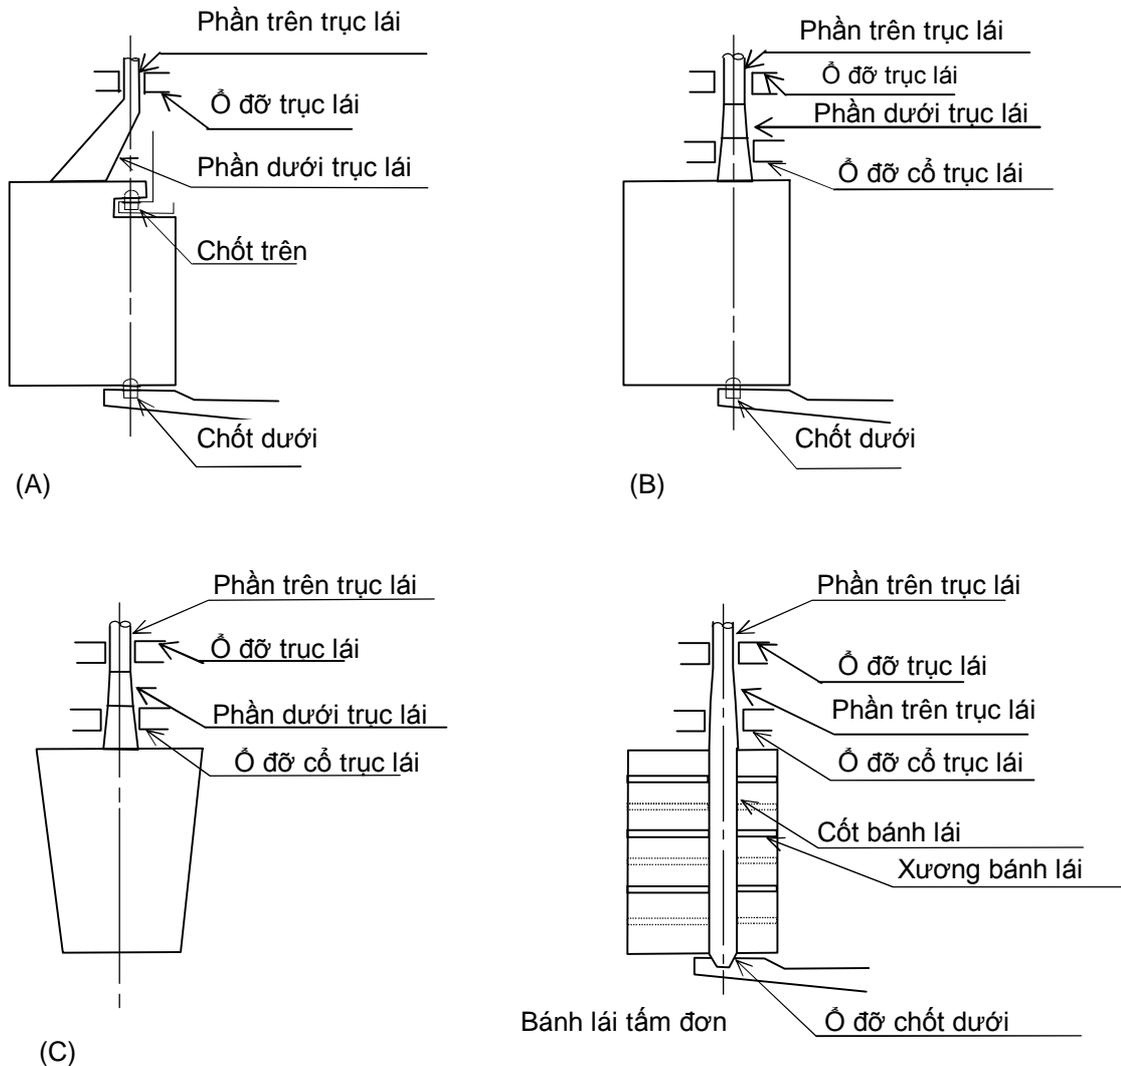 Phần trên trục lái
Ổ đỡ trục lái
Phần dưới trục lái
Chốt trên
Chốt dưới
(A)
Phần trên trục lái
Ổ đỡ trục lái
Phần dưới trục lái
Ổ đỡ cổ trục lái
Chốt dưới
(B)
Phần trên trục lái
Ổ đỡ trục lái
Phần dưới trục lái
Ổ đỡ cổ trục lái
(C)
Phần trên trục lái
Ổ đỡ trục lái
Phần trên trục lái
Ổ đỡ cổ trục lái
Cốt bánh lái
Xương bánh lái
Ổ đỡ chốt dưới
Bánh lái tấm đơn